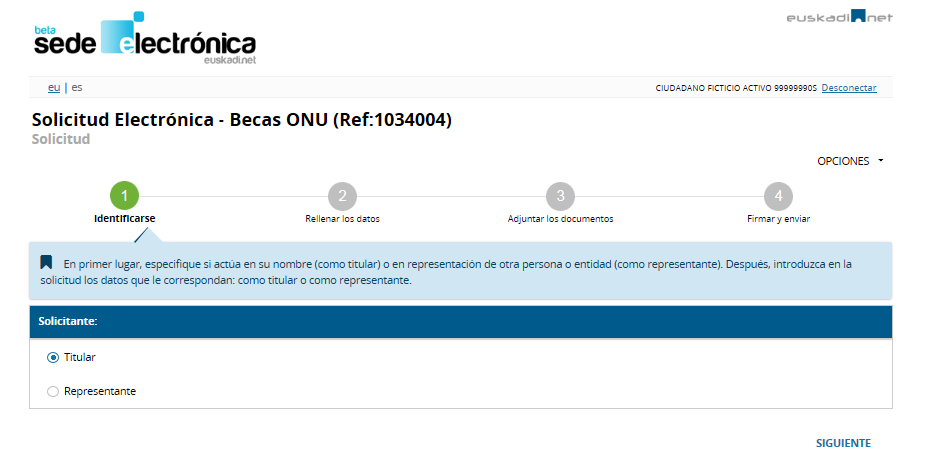 euskadi.net
beta
sede electrónica
euskadi.net
eu | es
CIUDADANO FICTICIO ACTIVO 999999905 Desconectar
Solicitud Electrónica - Becas ONU (Ref:1034004)
Solicitud
OPCIONES
1
2
3
4
Identificarse
Rellenar los datos
Adjuntar los documentos
Firmar y enviar
En primer lugar, especifique si actúa en su nombre (como titular) o en representación de otra persona o entidad (como representante). Después, introduzca en la
solicitud los datos que le correspondan: como titular o como representante.
Solicitante:
Titular
Representante
SIGUIENTE